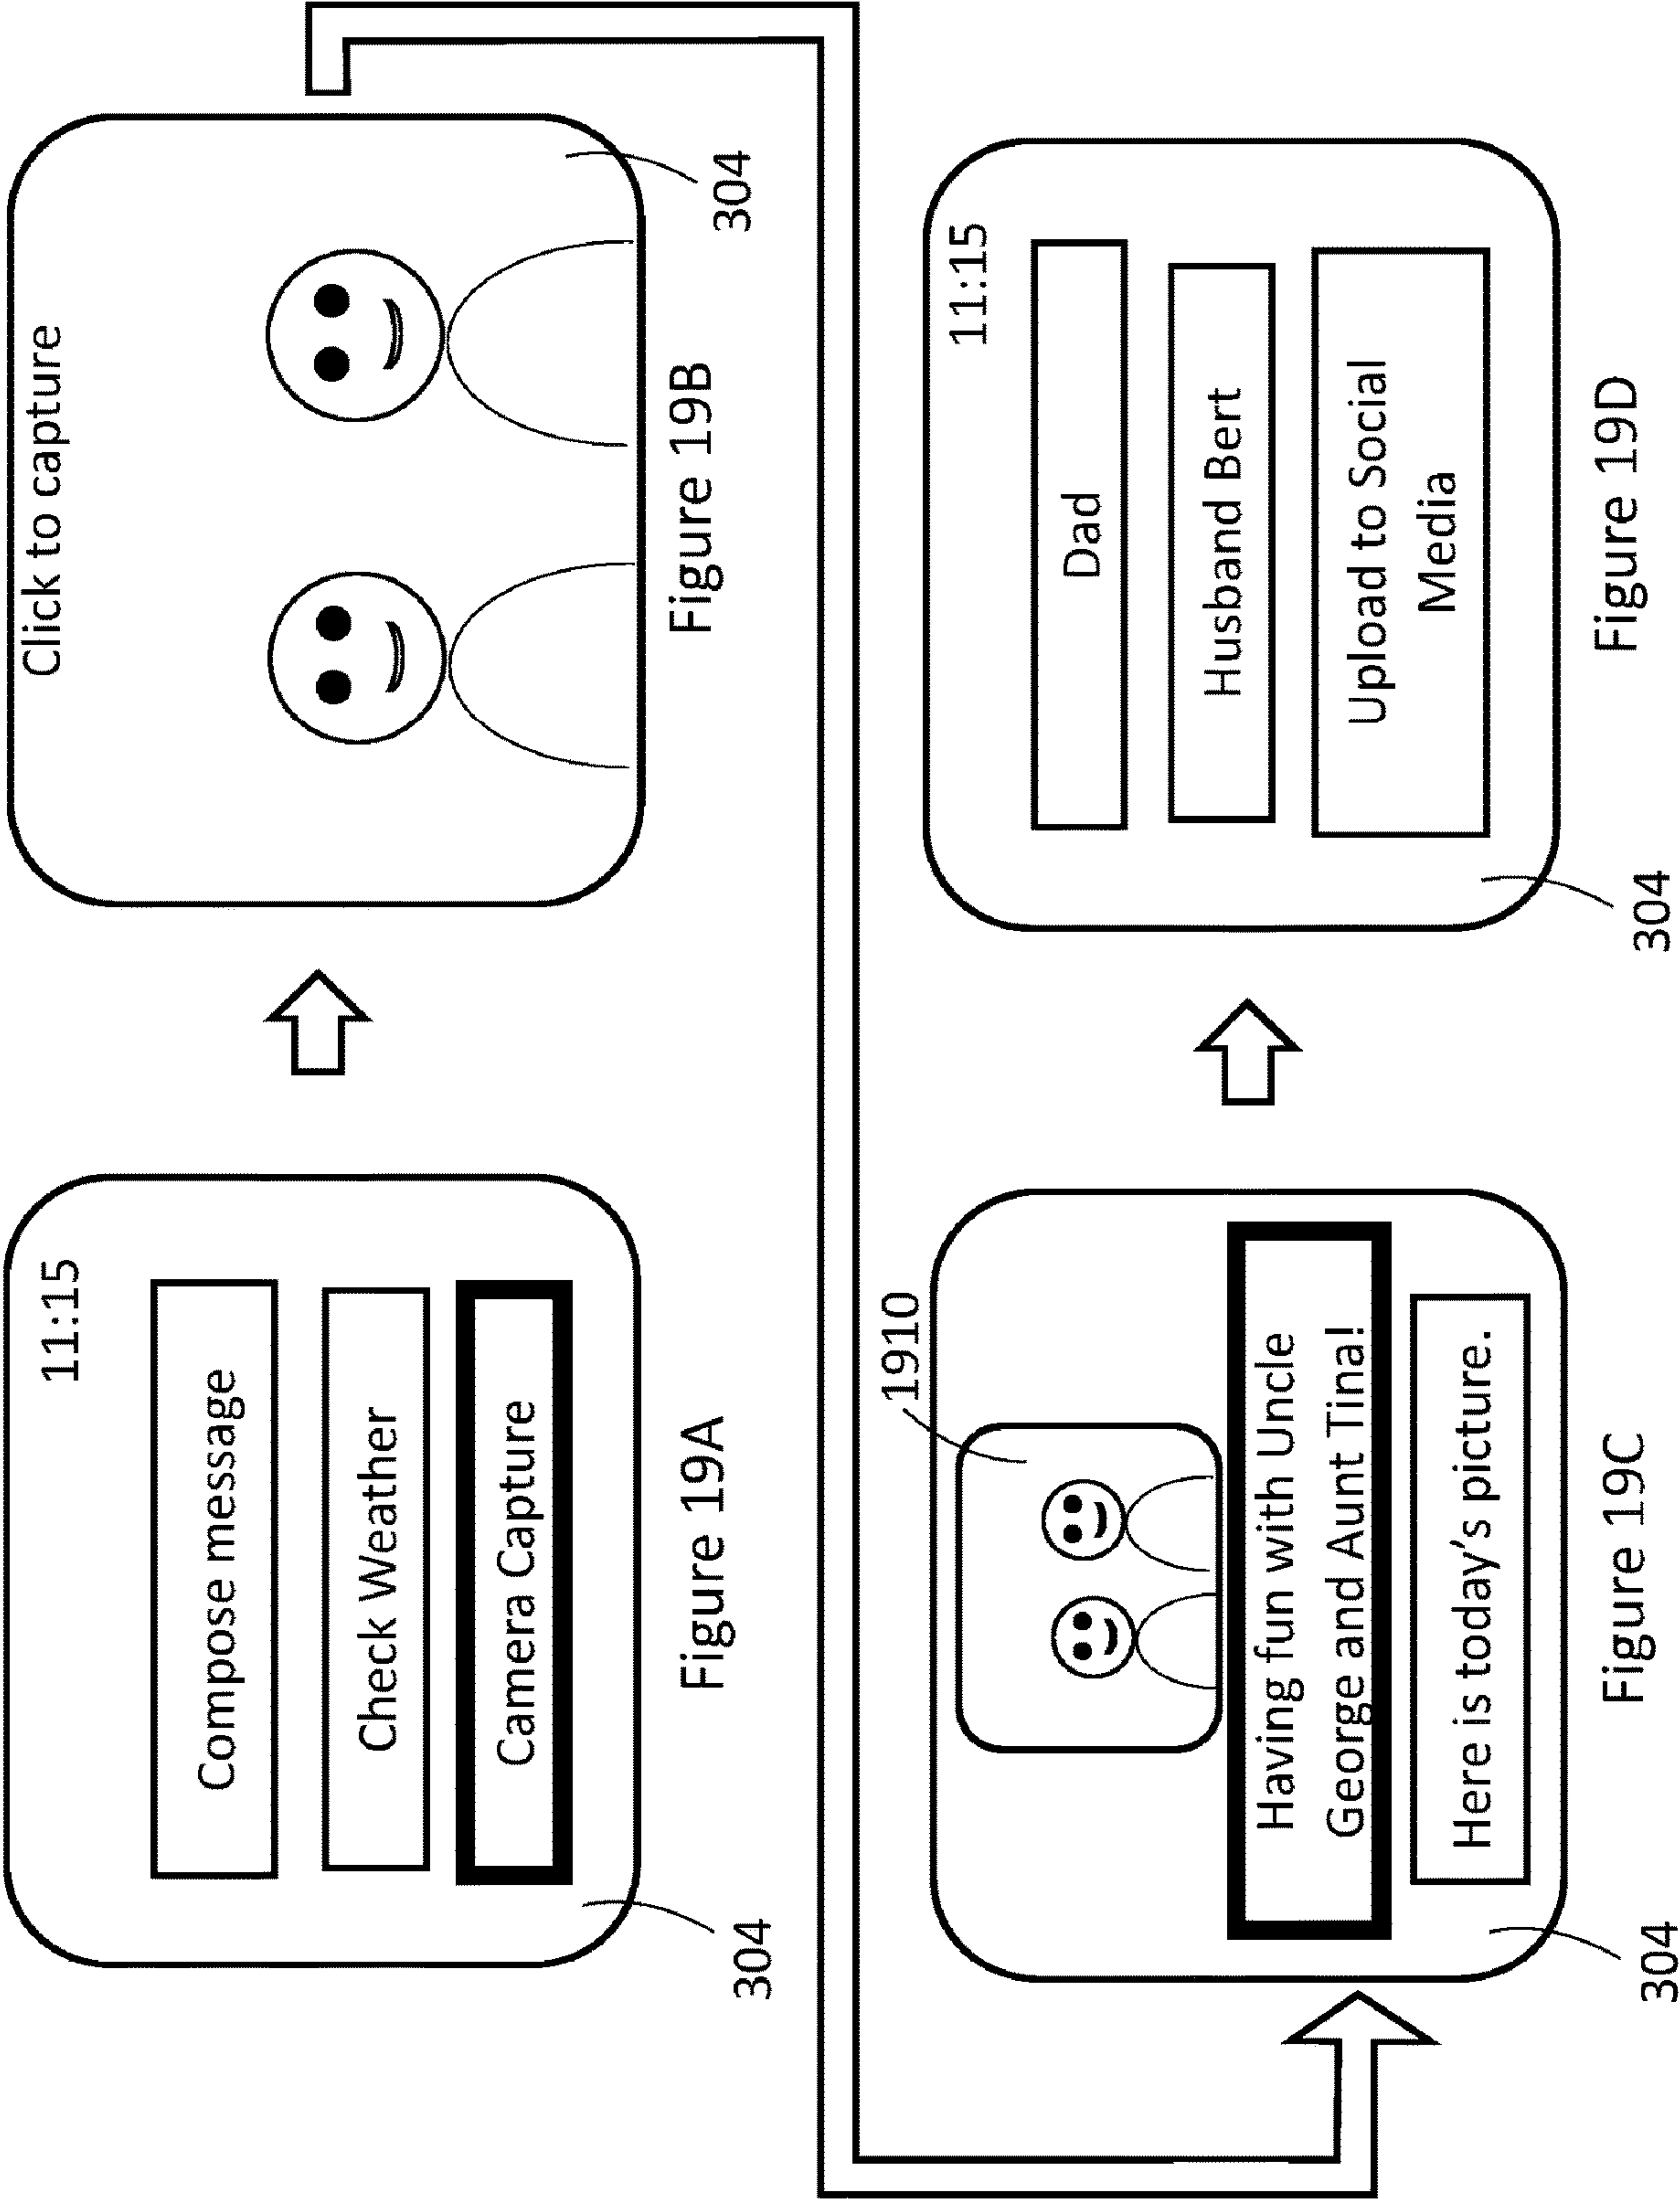 11:15
Compose message
Check Weather
Camera Capture
304
Figure 19A
Click to capture
304
Figure 19B
1910
Having fun with Uncle
George and Aunt Tina!
Here is today's picture.
304
Figure 19C
11:15
Dad
Husband Bert
Upload to Social
Media
304
Figure 19D